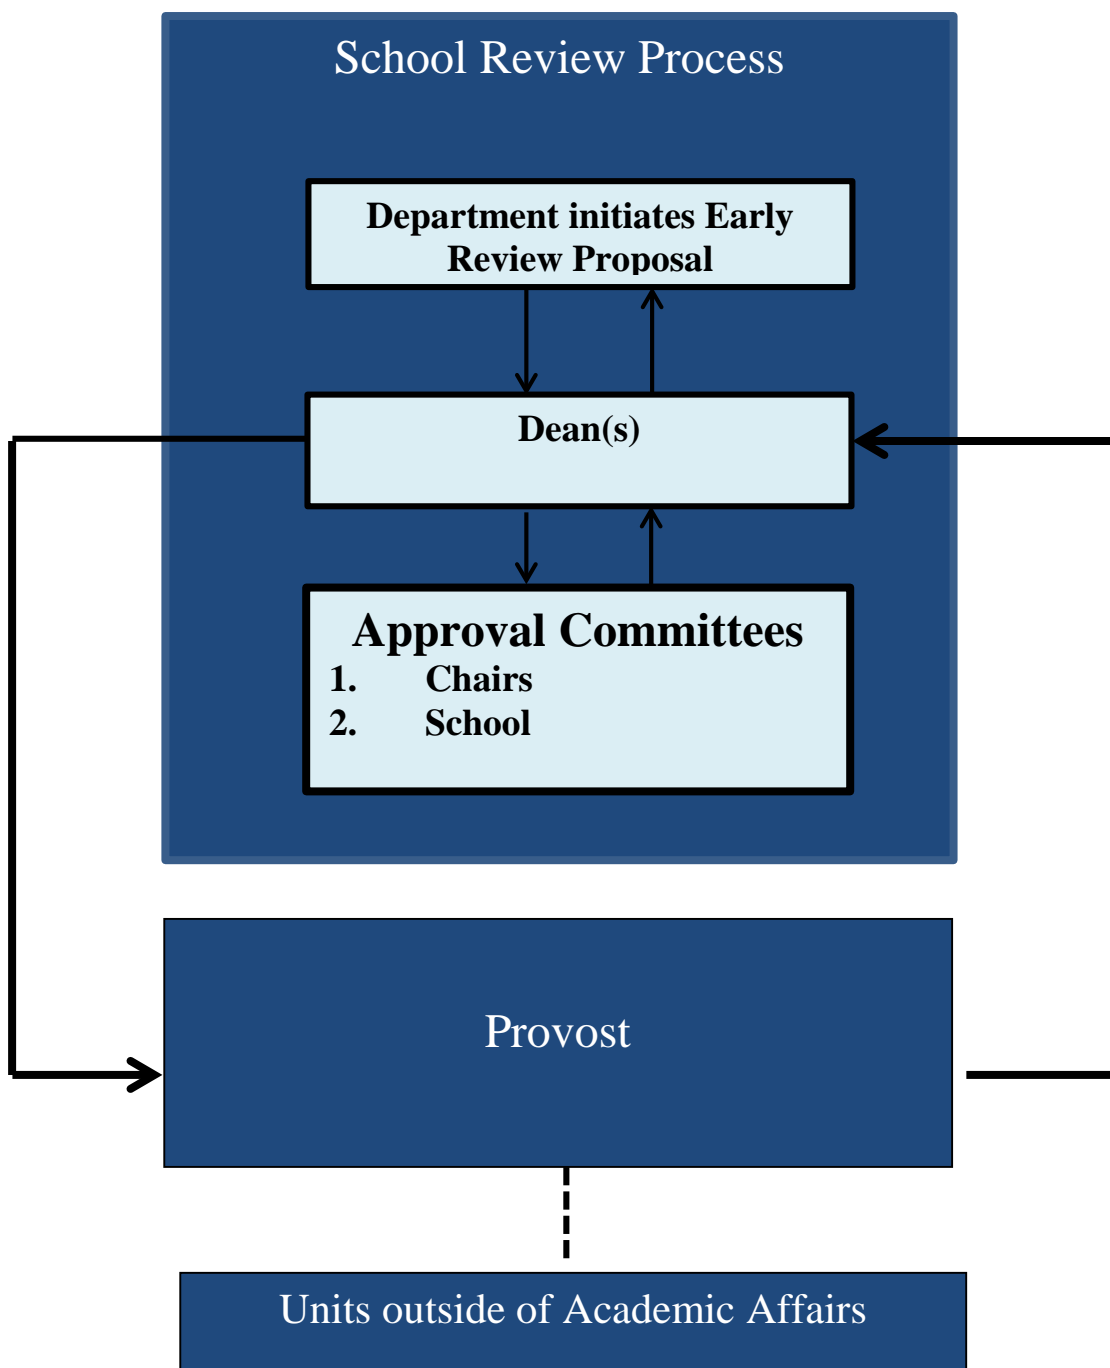 School Review Process
Department initiates Early
Review Proposal
Dean(s)
Approval Committees
1. Chairs
2. School
Provost
Units outside of Academic Affairs